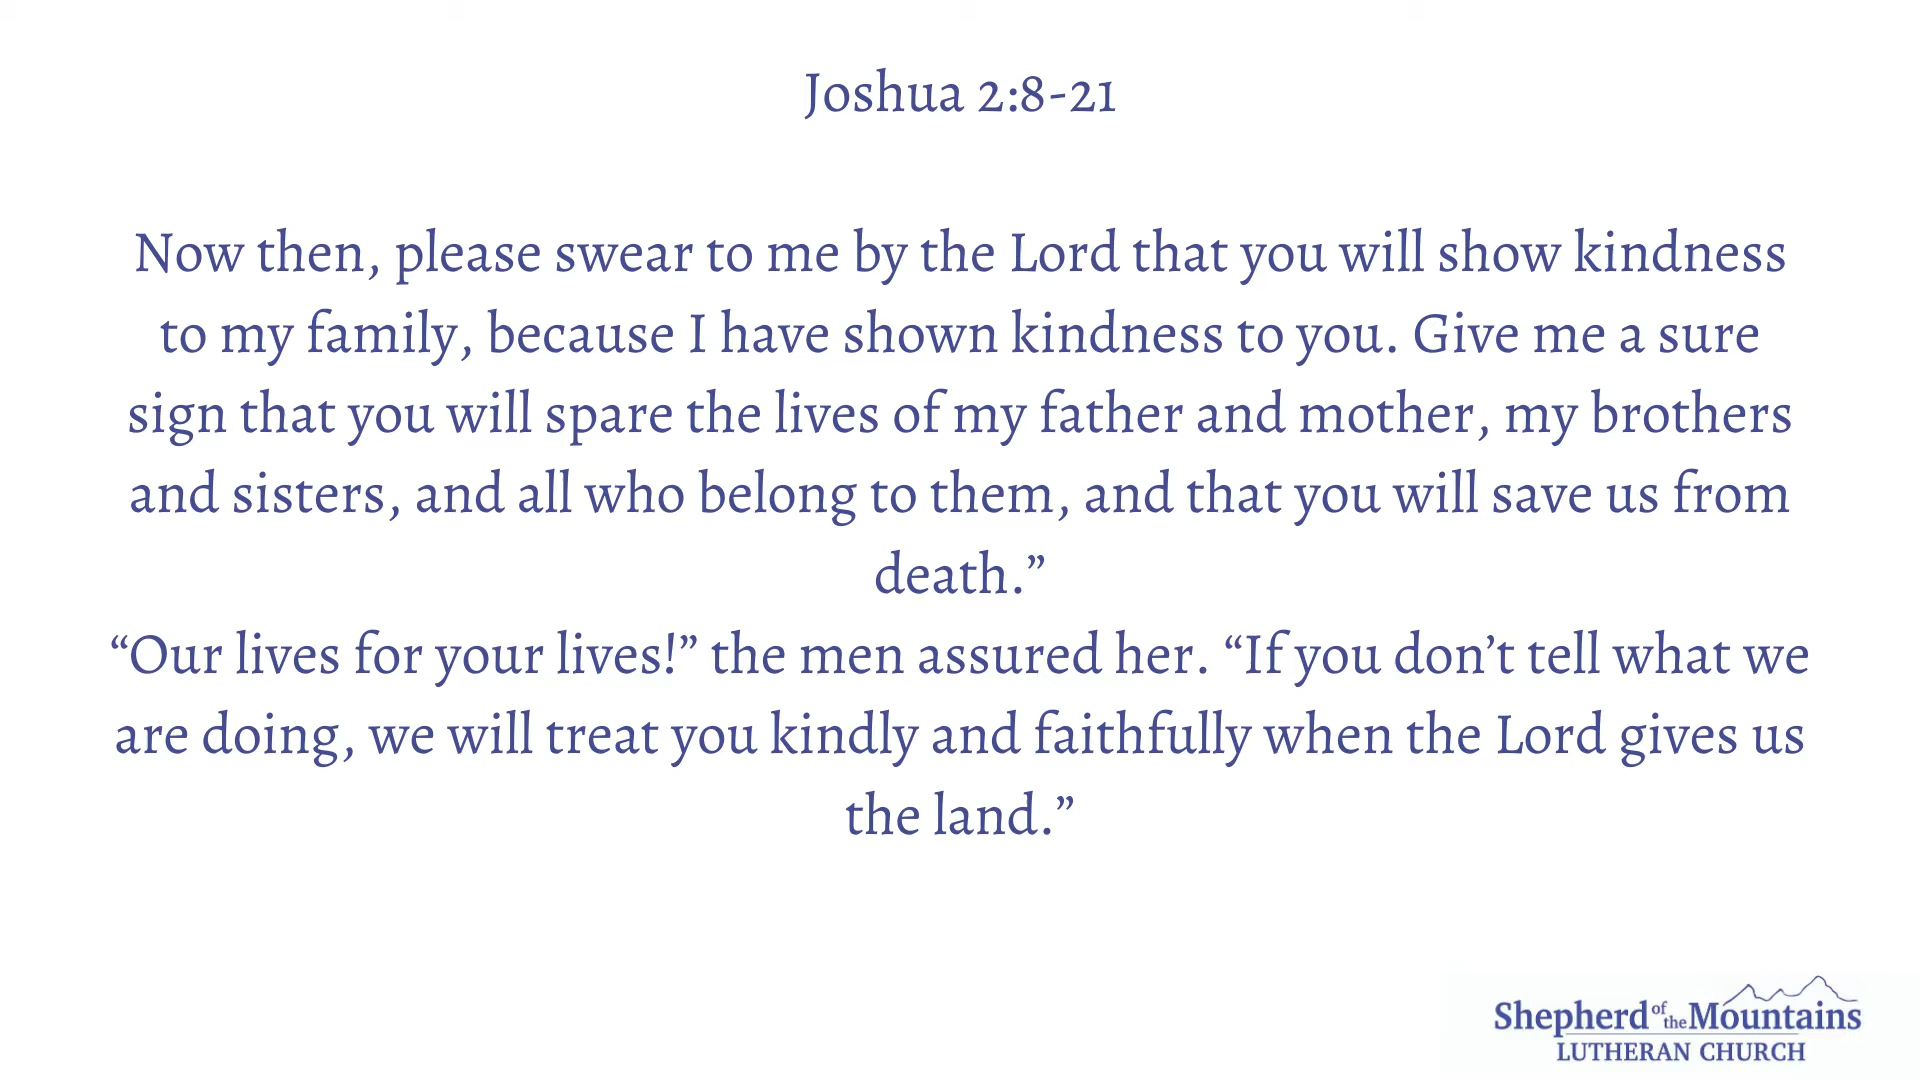 Joshua 2:8-21
Now then, please swear to me by the Lord that you will show kindness
to my family, because I have shown kindness to you. Give me a sure
sign that you will spare the lives of my father and mother, my brothers
and sisters, and all who belong to them, and that you will save us from
death.”
“Our lives for your lives!” the men assured her. “If you don’t tell what we
are doing, we will treat you kindly and faithfully when the Lord gives us
the land.”
Shepherd of the Mountains
LUTHERAN CHURCH